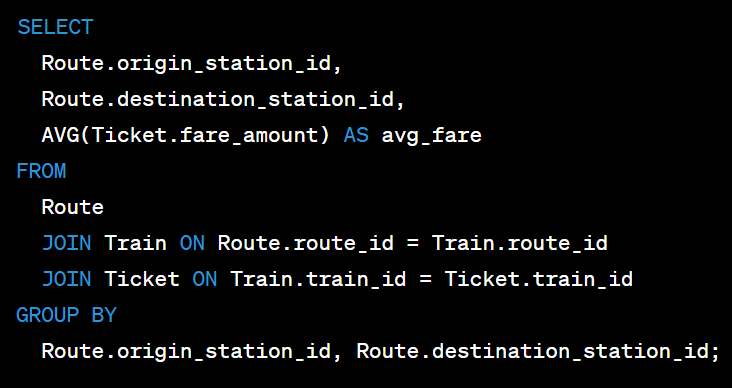 SELECT
Route.origin_station_id,
Route.destination_station_id,
AVG(Ticket.fare_amount) AS avg_fare
FROM
Route
JOIN Train ON Route.route_id = Train.route_id
JOIN Ticket ON Train.train_id = Ticket.train_id
GROUP BY
Route.origin_station_id, Route.destination_station_id;